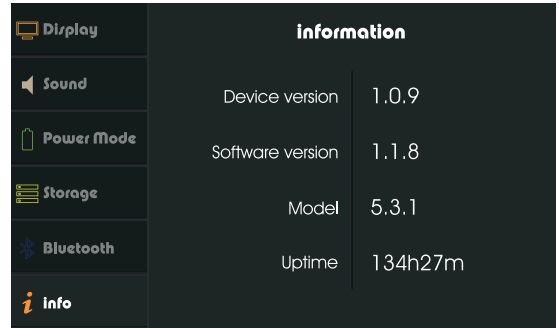 Display
Sound
Power Mode
Storage
Bluetooth
info
information
Device version 1.0.9
Software version 1.1.8
Model 5.3.1
Uptime 134h27m